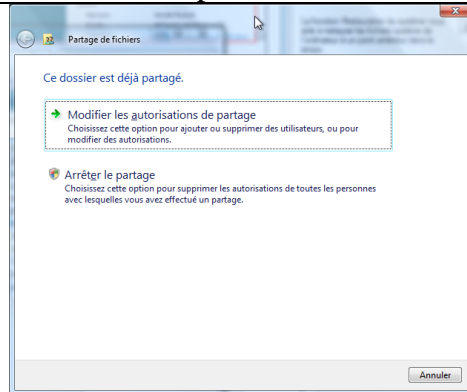 Partage de fichiers
Ce dossier est déjà partagé.
Modifier les autorisations de partage
Choisissez cette option pour ajouter ou supprimer des utilisateurs, ou pour
modifier des autorisations.
Arrêter le partage
Choisissez cette option pour supprimer les autorisations de toutes les personnes
avec lesquelles vous avez effectué un partage.
Annuler